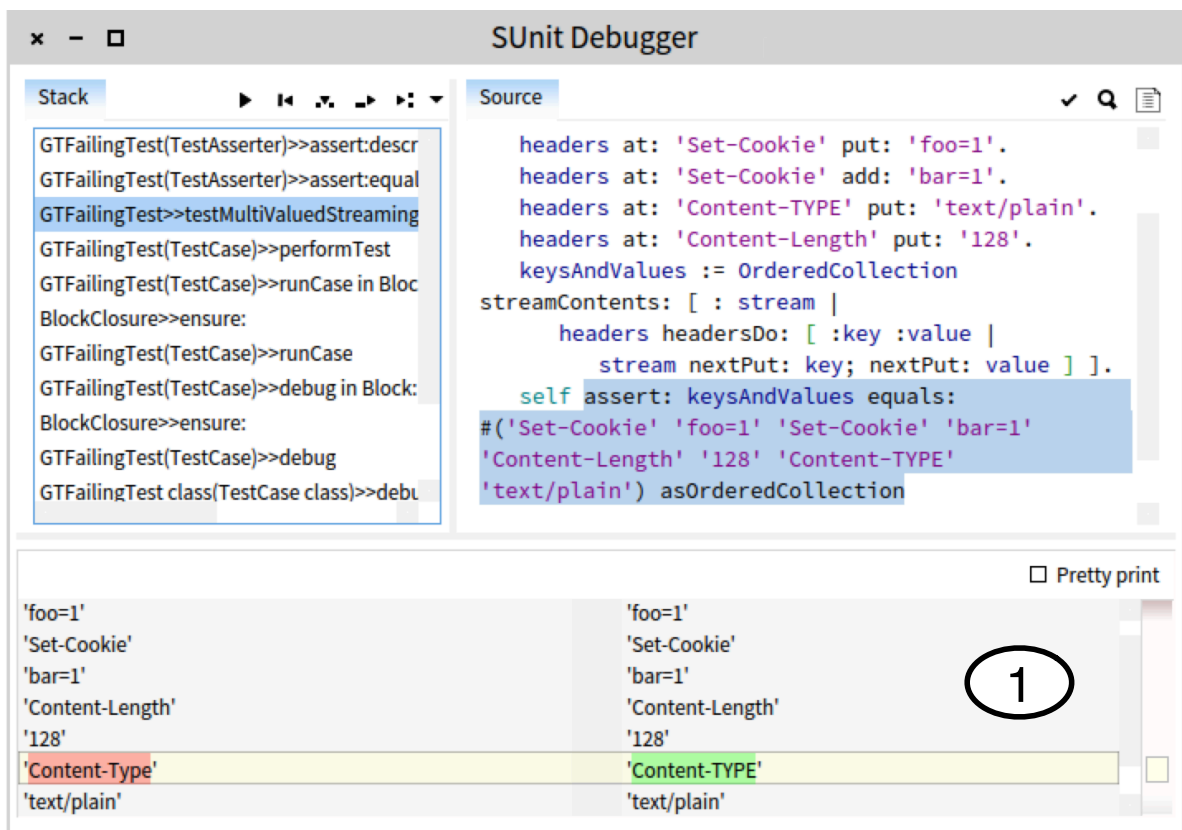 SUnit Debugger
Stack
GTFailingTest(TestAsserter)>>assert:descr
GTFailingTest(TestAsserter)>>assert:equal
GTFailingTest>>testMultiValuedStreaming
GTFailingTest(TestCase)>>performTest
GTFailingTest(TestCase)>>runCase in Bloc
BlockClosure>>ensure:
GTFailingTest(TestCase)>>runCase
GTFailingTest(TestCase)>>debug in Block:
BlockClosure>>ensure:
GTFailingTest(TestCase)>>debug
GTFailingTest class(TestCase class)>>debu
Source
headers at: 'Set-Cookie' put: 'foo=1'.
headers at: 'Set-Cookie' add: 'bar=1'.
headers at: 'Content-TYPE' put: 'text/plain'.
headers at: 'Content-Length' put: '128'.
keysAndValues := OrderedCollection
streamContents: [ : stream |
headers headersDo: [ :key :value |
stream nextPut: key; nextPut: value ] ].
self assert: keysAndValues equals:
#('Set-Cookie' 'foo=1' 'Set-Cookie' 'bar=1'
'Content-Length' '128' 'Content-TYPE'
'text/plain') asOrderedCollection
Pretty print
'foo=1'
'Set-Cookie'
'bar=1'
'Content-Length'
'128'
'Content-Type'
'text/plain'
'foo=1'
'Set-Cookie'
'bar=1'
'Content-Length'
'128'
'Content-TYPE'
'text/plain'
1